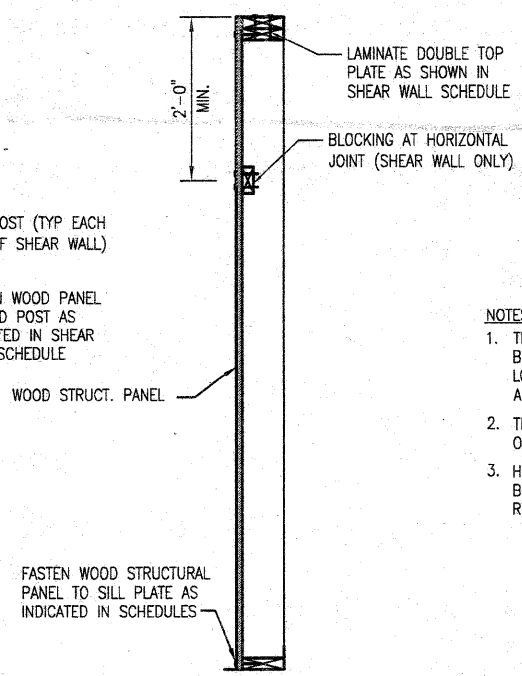 LAMINATE DOUBLE TOP
PLATE AS SHOWN IN
SHEAR WALL SCHEDULE
2'-0"
MIN.
BLOCKING AT HORIZONTAL
JOINT (SHEAR WALL ONLY)
(TYP EACH
SHEAR WALL)
WOOD PANEL
POST AS
IN SHEAR
SCHEDULE
WOOD STRUCT. PANEL
FASTEN WOOD STRUCTURAL
PANEL TO SILL PLATE AS
INDICATED IN SCHEDULES
NOTES
1.
2.
3.